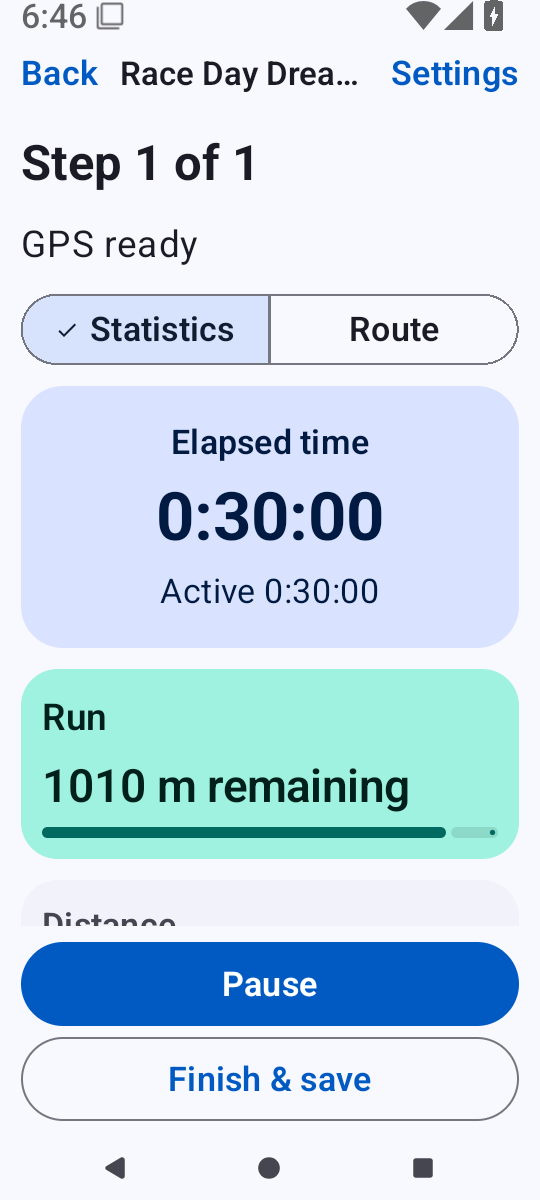 6:46
Back Race Day Drea... Settings
Step 1 of 1
GPS ready
Statistics Route
Elapsed time
0:30:00
Active 0:30:00
Run
1010 m remaining
Distance
Pause
Finish & save